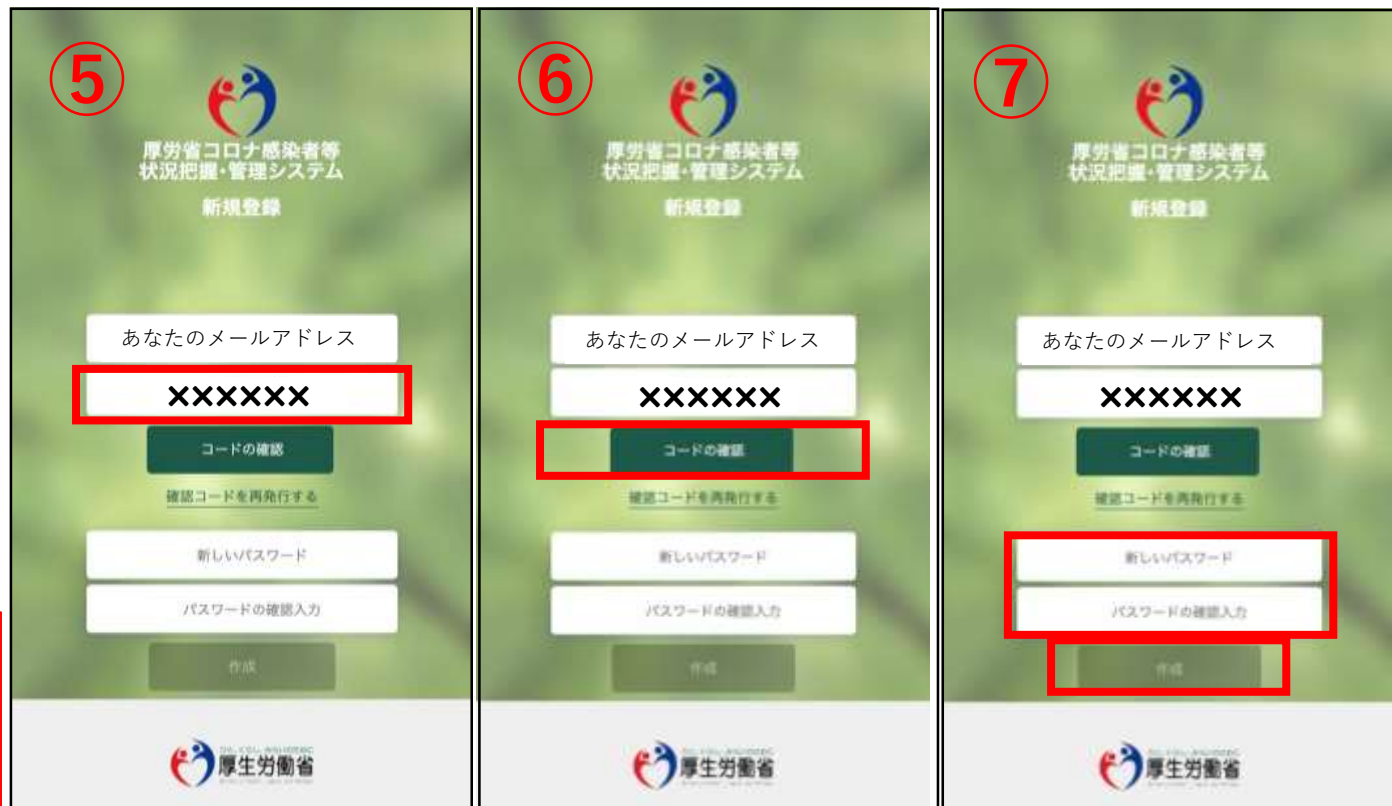 ⑤
厚労省コロナ感染者等
状況把握・管理システム
新規登録
あなたのメールアドレス
××××××
コードの確認
確認コードを再発行する
新しいパスワード
パスワードの確認入力
作成
厚生労働省
⑥
厚労省コロナ感染者等
状況把握・管理システム
新規登録
あなたのメールアドレス
××××××
コードの確認
確認コードを再発行する
新しいパスワード
パスワードの確認入力
作成
厚生労働省
⑦
厚労省コロナ感染者等
状況把握・管理システム
新規登録
あなたのメールアドレス
××××××
コードの確認
確認コードを再発行する
新しいパスワード
パスワードの確認入力
作成
厚生労働省